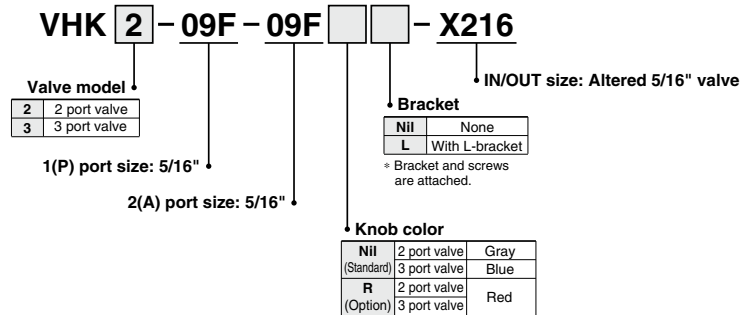 VHK 2 - 09F - 09F - X216
IN/OUT size: Altered 5/16" valve
Valve model
2 2 port valve
3 3 port valve
Bracket
Nil None
L With L-bracket
* Bracket and screws
are attached.
1(P) port size: 5/16"
2(A) port size: 5/16"
Knob color
Nil (Standard) 2 port valve Gray
3 port valve Blue
R (Option) 2 port valve Red
3 port valve